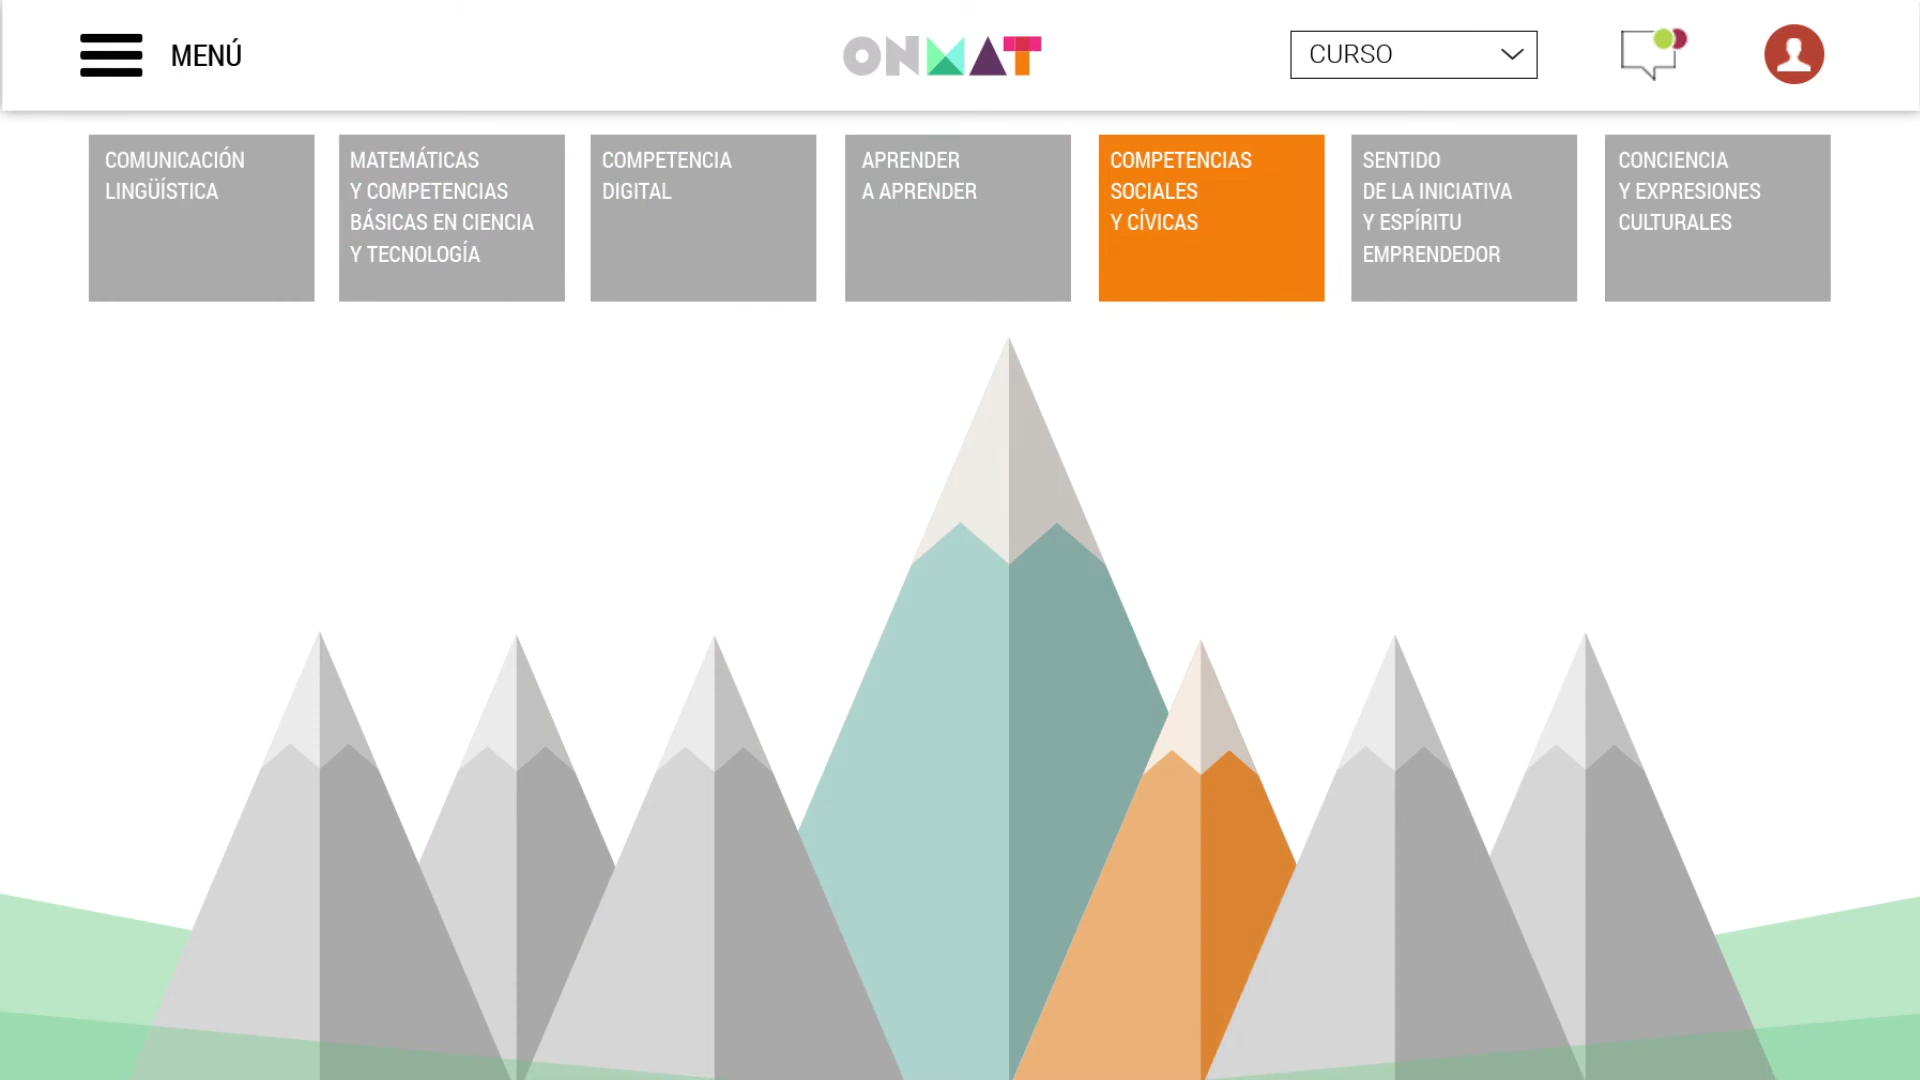 MENÚ
ONMAT
CURSO
COMUNICACIÓN
LINGÜÍSTICA
MATEMÁTICAS
Y COMPETENCIAS
BÁSICAS EN CIENCIA
Y TECNOLOGÍA
COMPETENCIA
DIGITAL
APRENDER
A APRENDER
COMPETENCIAS
SOCIALES
Y CÍVICAS
SENTIDO
DE LA INICIATIVA
Y ESPÍRITU
EMPRENDEDOR
CONCIENCIA
Y EXPRESIONES
CULTURALES